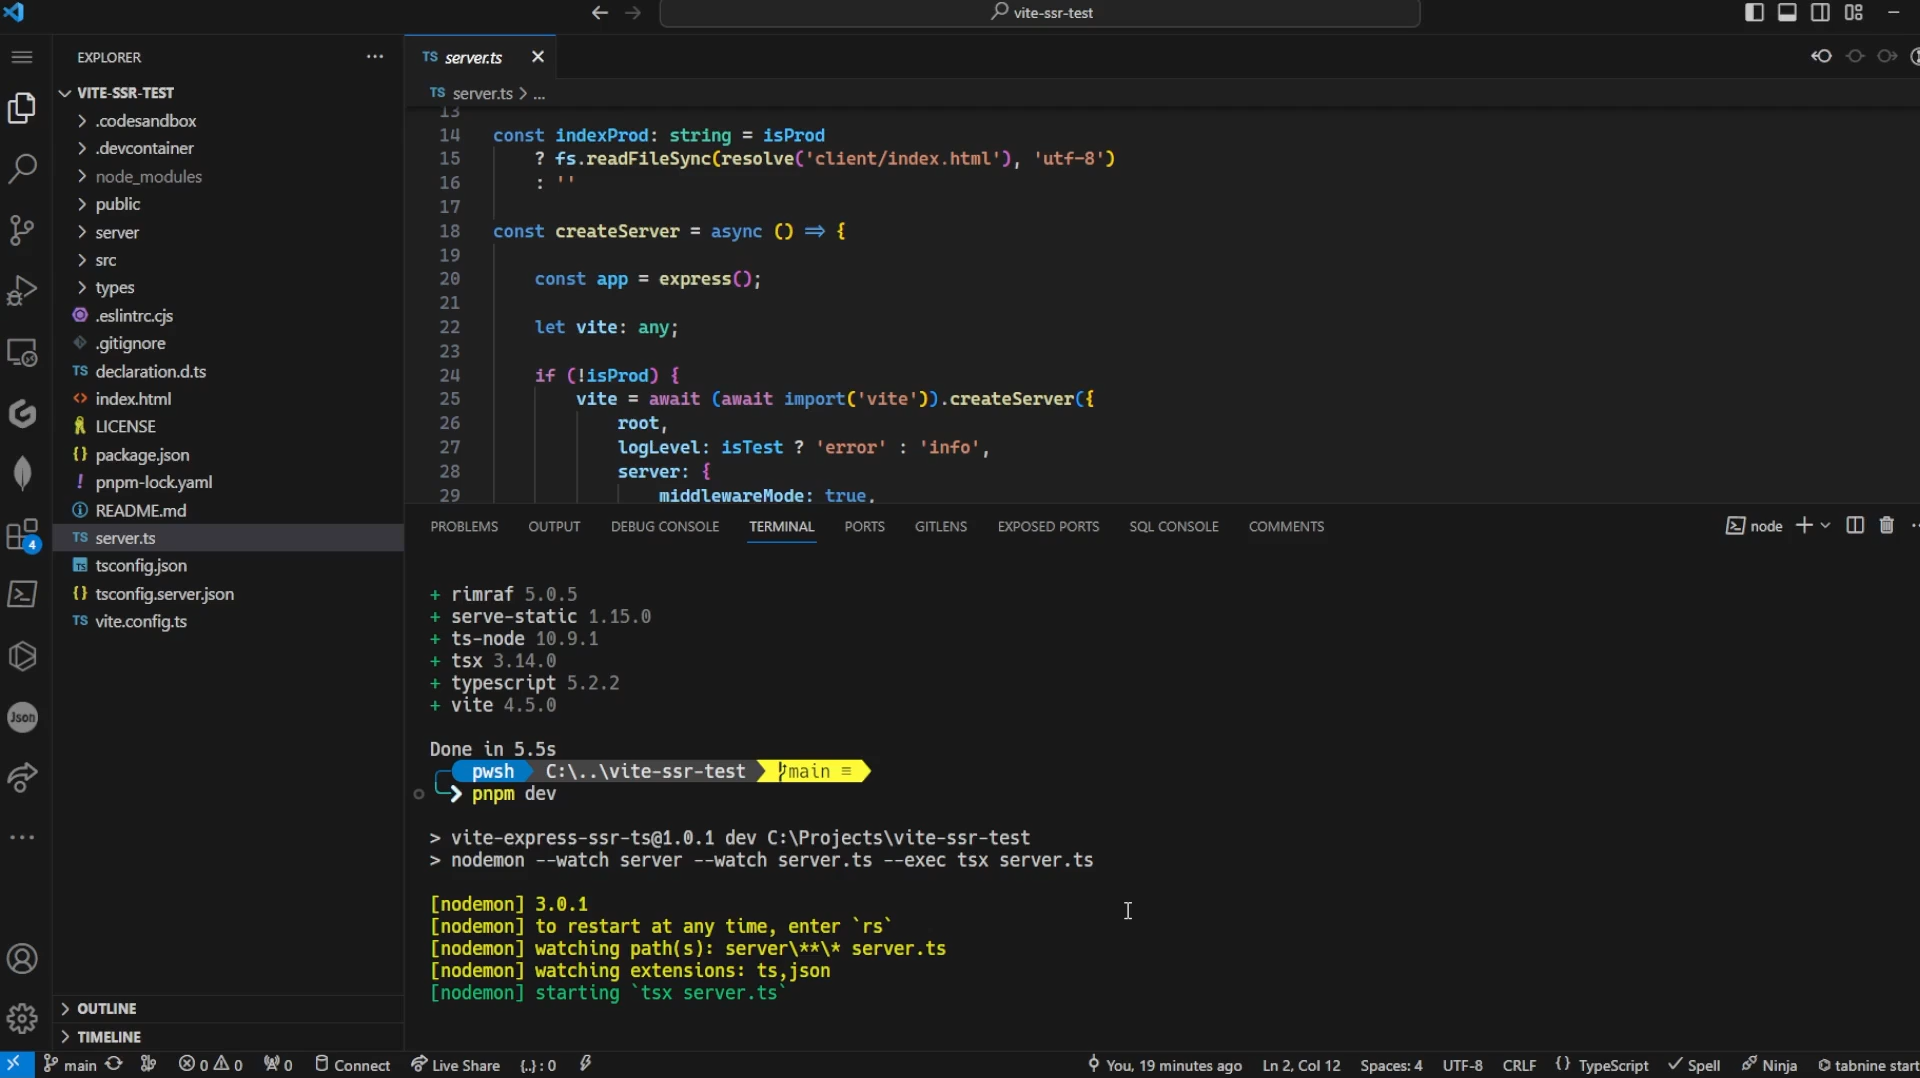 vite-ssr-test
EXPLORER
VITE-SSR-TEST
.codesandbox
.devcontainer
node_modules
public
server
src
types
.eslintrc.cjs
.gitignore
TS declaration.d.ts
<> index.html
LICENSE
{} package.json
! pnpm-lock.yaml
README.md
TS server.ts
TS tsconfig.json
{} tsconfig.server.json
TS vite.config.ts
OUTLINE
TIMELINE
4
Json
TS server.ts
TS server.ts > ...
13
14 const indexProd: string = isProd
15 ? fs.readFileSync(resolve('client/index.html'), 'utf-8')
16 : ''
17
18 const createServer = async () => {
19
20 const app = express();
21
22 let vite: any;
23
24 if (!isProd) {
25 vite = await (await import('vite')).createServer({
26 root,
27 logLevel: isTest ? 'error' : 'info',
28 server: {
29 middlewareMode: true,
PROBLEMS OUTPUT DEBUG CONSOLE TERMINAL PORTS GITLENS EXPOSED PORTS SQL CONSOLE COMMENTS
node
+ rimraf 5.0.5
+ serve-static 1.15.0
+ ts-node 10.9.1
+ tsx 3.14.0
+ typescript 5.2.2
+ vite 4.5.0
Done in 5.5s
pwsh C:\..\vite-ssr-test main ≡
pnpm dev
> vite-express-ssr-ts@1.0.1 dev C:\Projects\vite-ssr-test
> nodemon --watch server --watch server.ts --exec tsx server.ts
[nodemon] 3.0.1
[nodemon] to restart at any time, enter `rs`
[nodemon] watching path(s): server\**\* server.ts
[nodemon] watching extensions: ts,json
[nodemon] starting `tsx server.ts`
main 0 0 0 Connect Live Share {..} : 0 You, 19 minutes ago Ln 2, Col 12 Spaces: 4 UTF-8 CRLF {} TypeScript Spell Ninja tabnine start